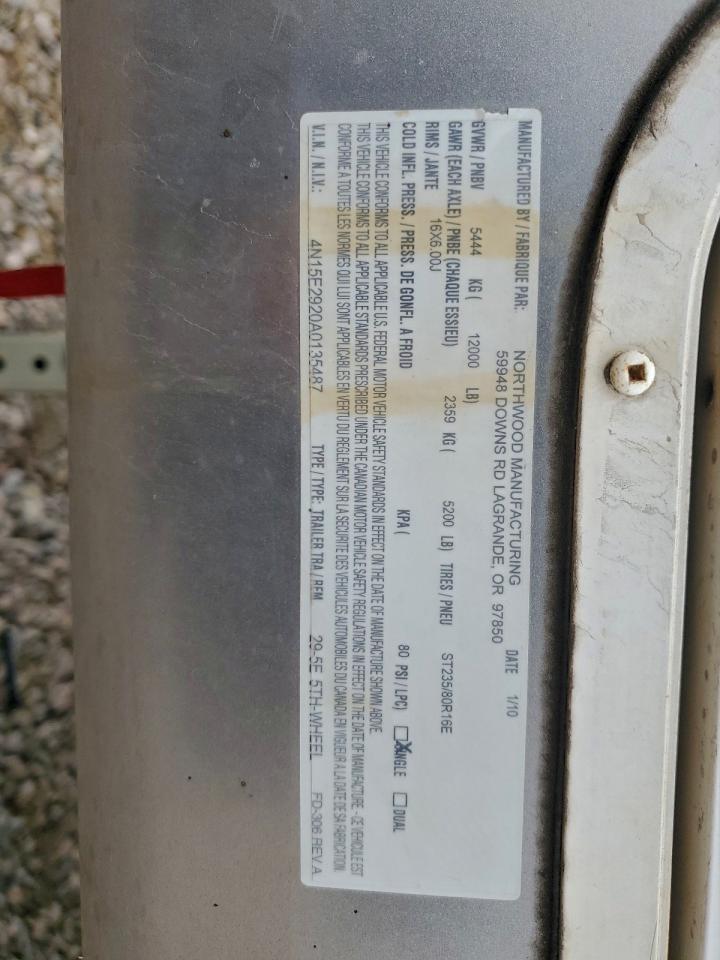 MANUFACTURED BY / FABRIQUE PAR: NORTHWOOD MANUFACTURING DATE 1/10
59948 DOWNS RD LAGRANDE, OR 97850
GVWR / PNBV 5444 KG ( 12000 LB)
GAWR (EACH AXLE) / PNBE (CHAQUE ESSIEU) 2359 KG ( 5200 LB) TIRES / PNEU ST235/80R16E
RIMS / JANTE 16X6.00J
COLD INFL. PRESS. / PRESS. DE GONFL. A FROID KPA ( 80 PSI / LPC) X INGLE DUAL
THIS VEHICLE CONFORMS TO ALL APPLICABLE U.S. FEDERAL MOTOR VEHICLE SAFETY STANDARDS IN EFFECT ON THE DATE OF MANUFACTURE SHOWN ABOVE.
THIS VEHICLE CONFORMS TO ALL APPLICABLE STANDARDS PRESCRIBED UNDER THE CANADIAN MOTOR VEHICLE SAFETY REGULATIONS IN EFFECT ON THE DATE OF MANUFACTURE - CE VEHICULE EST
CONFORME A TOUTES LES NORMES QUI LUI SONT APPLICABLES EN VERTU DU REGLEMENT SUR LA SECURITE DES VEHICULES AUTOMOBILES DU CANADA EN VIGUEUR A LA DATE DE SA FABRICATION.
V.I.N. / N.I.V.: 4N15E2920A0135487 TYPE / TYPE: TRAILER TRA / REM 29-5E 5TH-WHEEL FD-306 REV A